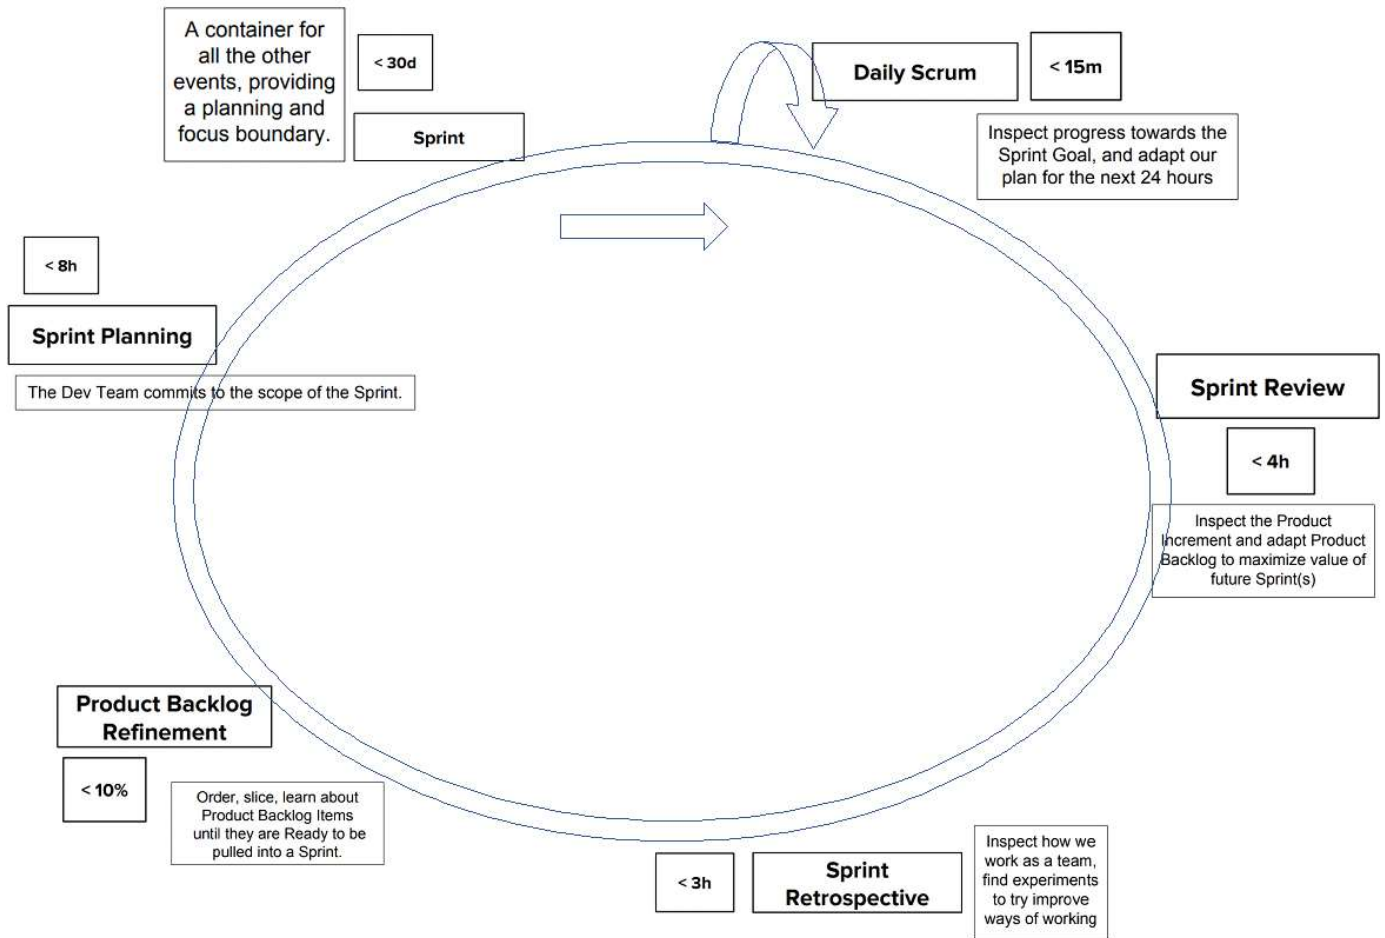 A container for
all the other
events, providing
a planning and
focus boundary.
< 30d
Sprint
Daily Scrum
< 15m
Inspect progress towards the
Sprint Goal, and adapt our
plan for the next 24 hours
< 8h
Sprint Planning
The Dev Team commits to the scope of the Sprint.
Sprint Review
< 4h
Inspect the Product
Increment and adapt Product
Backlog to maximize value of
future Sprint(s)
Product Backlog
Refinement
< 10%
Order, slice, learn about
Product Backlog Items
until they are Ready to be
pulled into a Sprint.
< 3h
Sprint
Retrospective
Inspect how we
work as a team,
find experiments
to try improve
ways of working